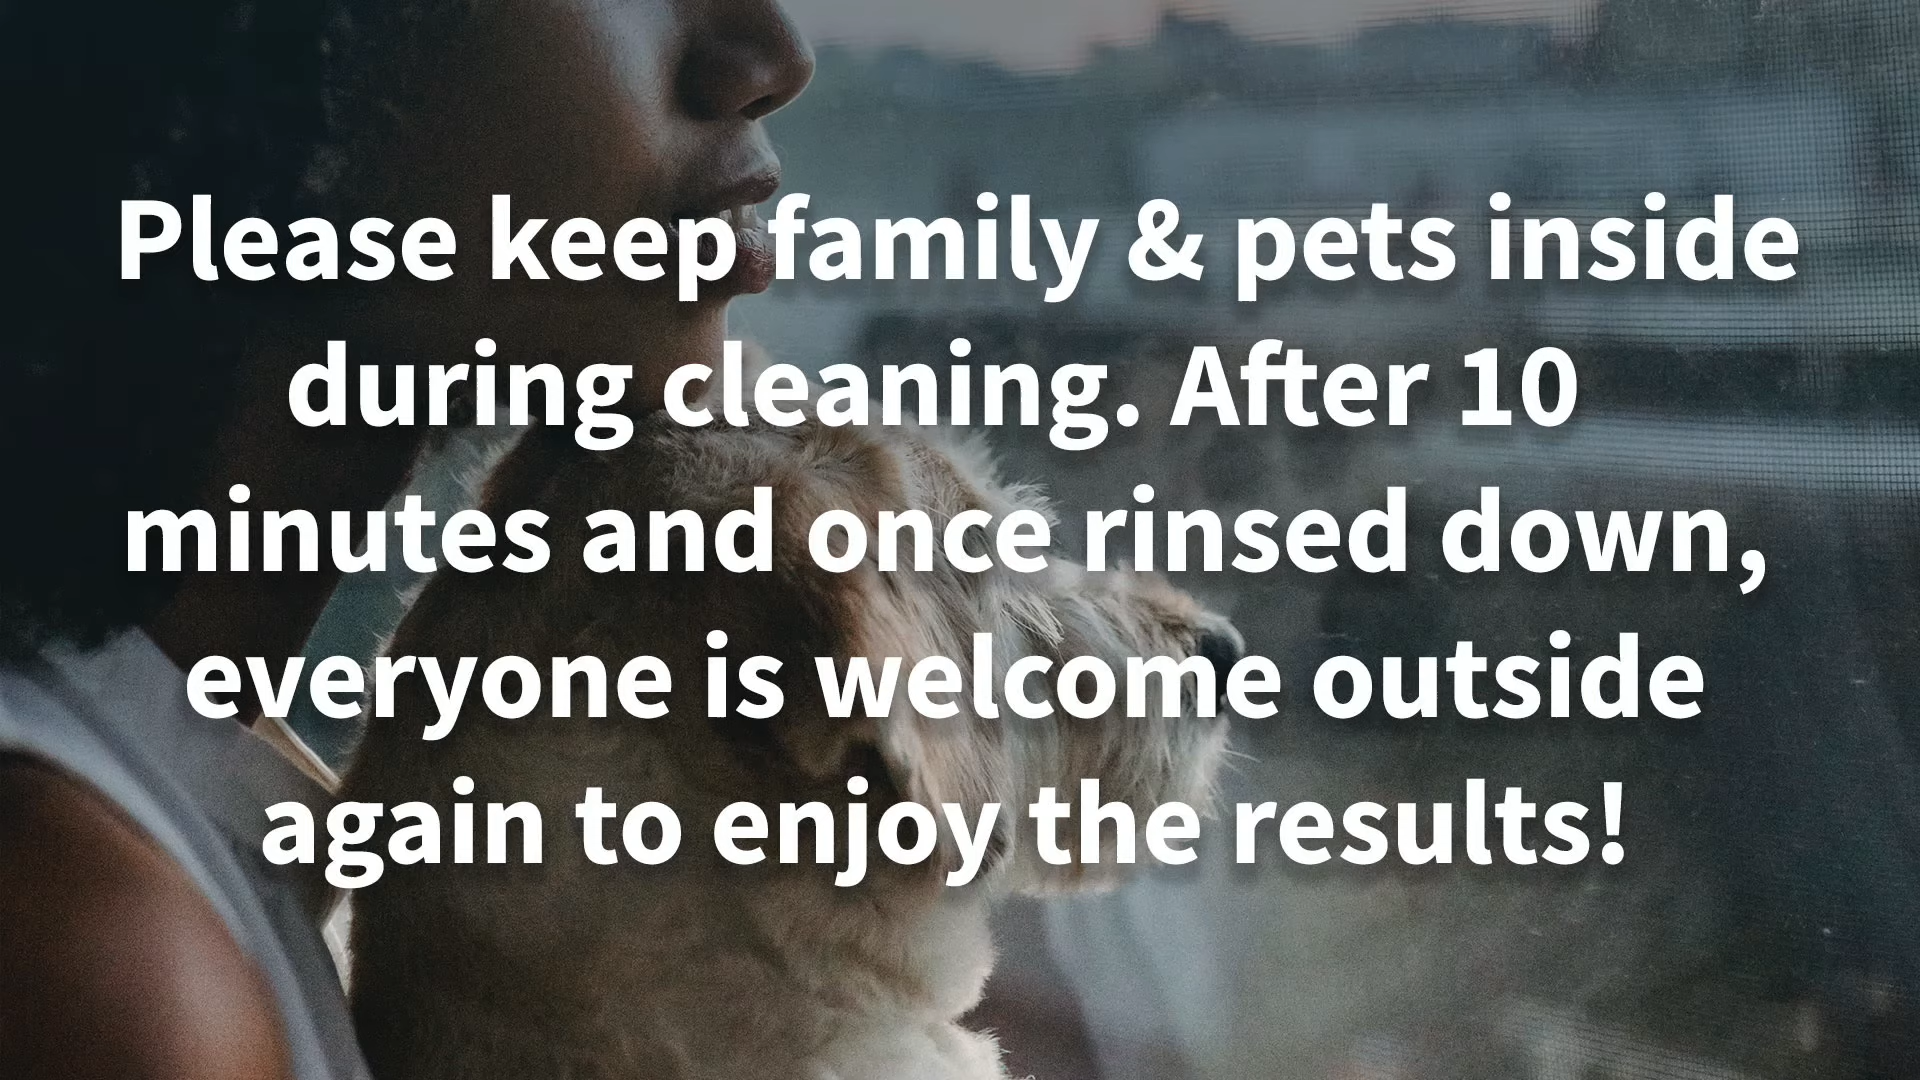 Please keep family & pets inside
during cleaning. After 10
minutes and once rinsed down,
everyone is welcome outside
again to enjoy the results!